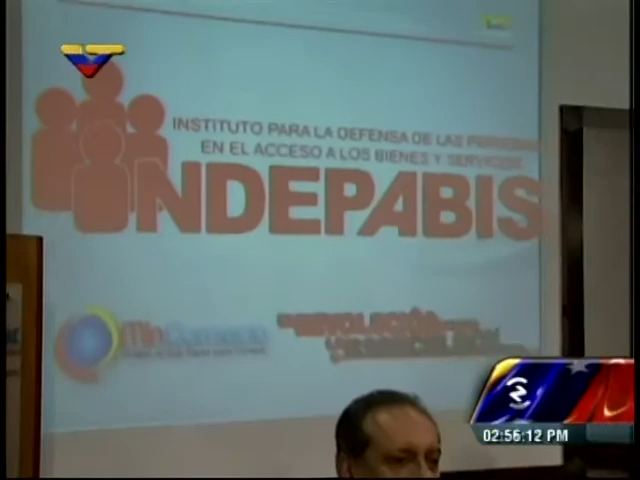 INSTITUTO PARA LA DEFENSA DE LAS PERSONAS
EN EL ACCESO A LOS BIENES Y SERVICIOS
INDEPABIS
MinComercio
02:56:12 PM